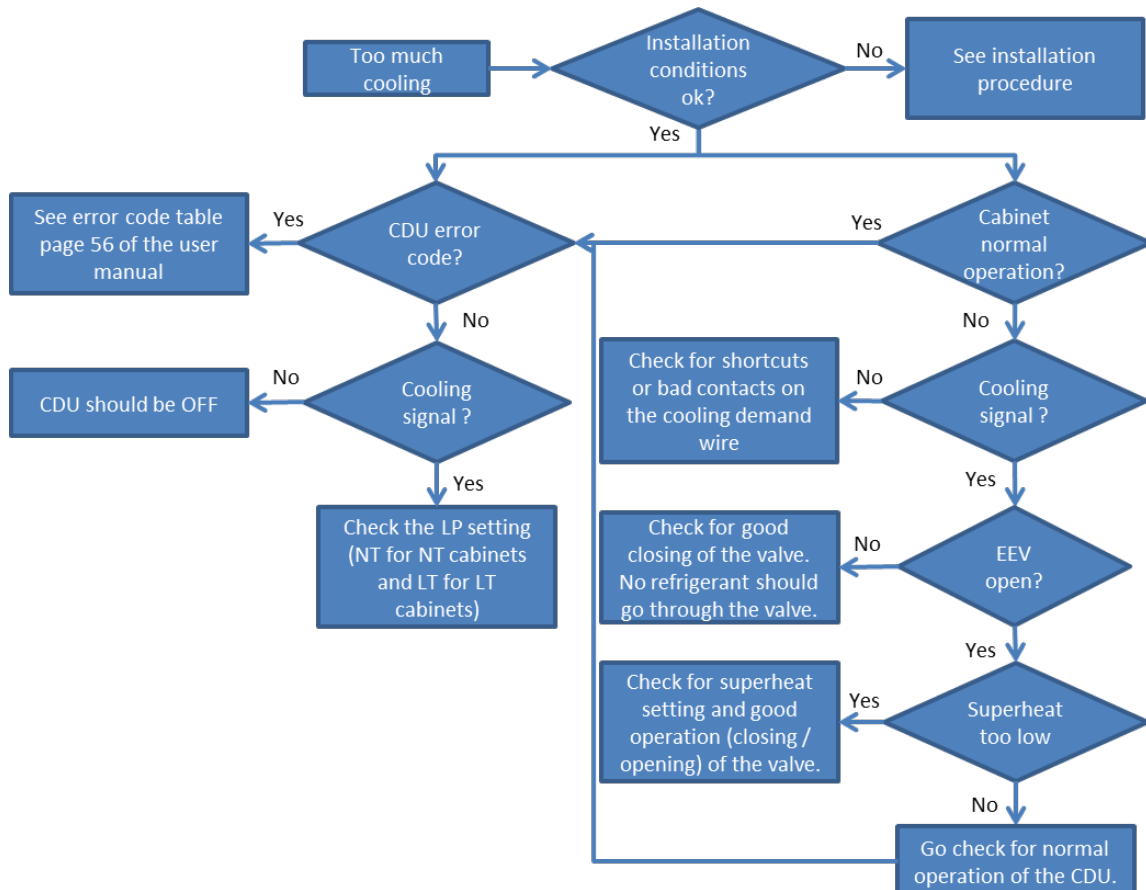 Too much
cooling
Installation
conditions
ok?
No
See installation
procedure
Yes
See error code table
page 56 of the user
manual
Yes
CDU error
code?
Yes
Cabinet
normal
operation?
No
No
CDU should be OFF
No
Cooling
signal ?
Check for shortcuts
or bad contacts on
the cooling demand
wire
No
Cooling
signal ?
Yes
Yes
Check the LP setting
(NT for NT cabinets
and LT for LT
cabinets)
Check for good
closing of the valve.
No refrigerant should
go through the valve.
No
EEV
open?
Yes
Check for superheat
setting and good
operation (closing /
opening) of the valve.
Yes
Superheat
too low
No
Go check for normal
operation of the CDU.